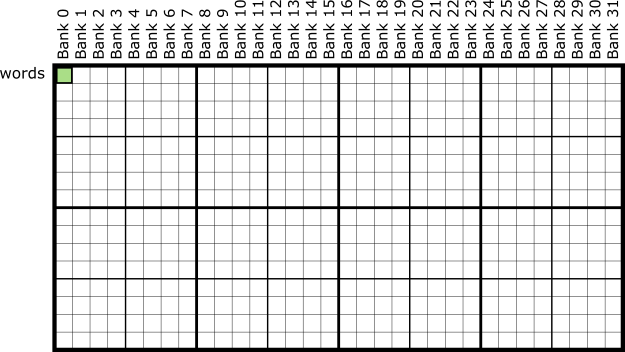 Bank 0
Bank 1
Bank 2
Bank 3
Bank 4
Bank 5
Bank 6
Bank 7
Bank 8
Bank 9
Bank 10
Bank 11
Bank 12
Bank 13
Bank 14
Bank 15
Bank 16
Bank 17
Bank 18
Bank 19
Bank 20
Bank 21
Bank 22
Bank 23
Bank 24
Bank 25
Bank 26
Bank 27
Bank 28
Bank 29
Bank 30
Bank 31
words